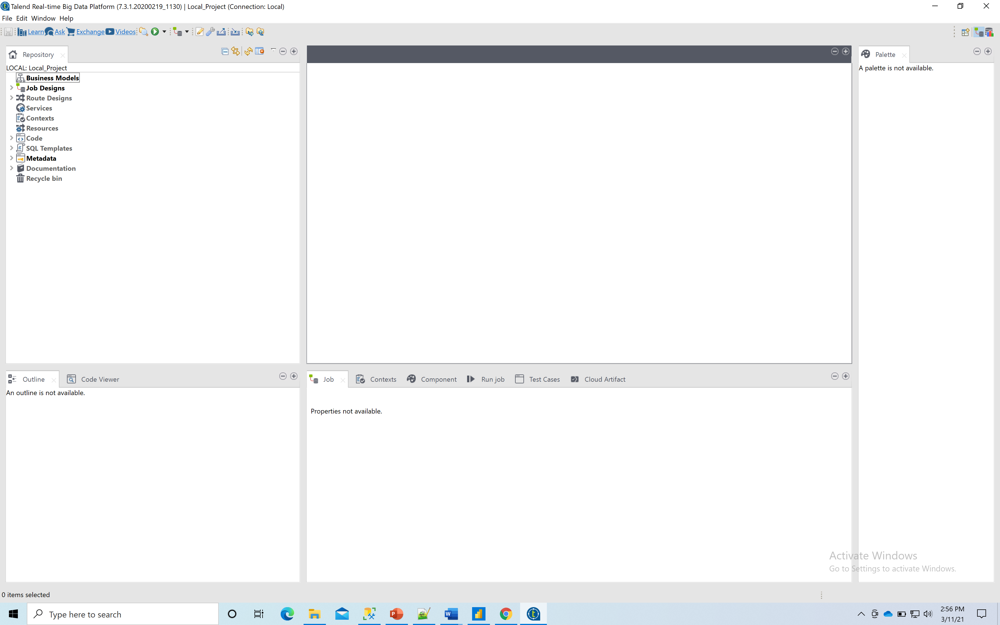 Talend Real-time Big Data Platform (7.3.1.20200219_1130) | Local_Project (Connection: Local)
File Edit Window Help
Learn Ask Exchange Videos
Repository
LOCAL: Local_Project
Business Models
Job Designs
Route Designs
Services
Contexts
Resources
Code
SQL Templates
Metadata
Documentation
Recycle bin
Palette
A palette is not available.
Outline Code Viewer
An outline is not available.
Job Contexts Component Run job Test Cases Cloud Artifact
Properties not available.
Activate Windows
Go to Settings to activate Windows.
0 items selected
Type here to search
2:56 PM
3/11/21